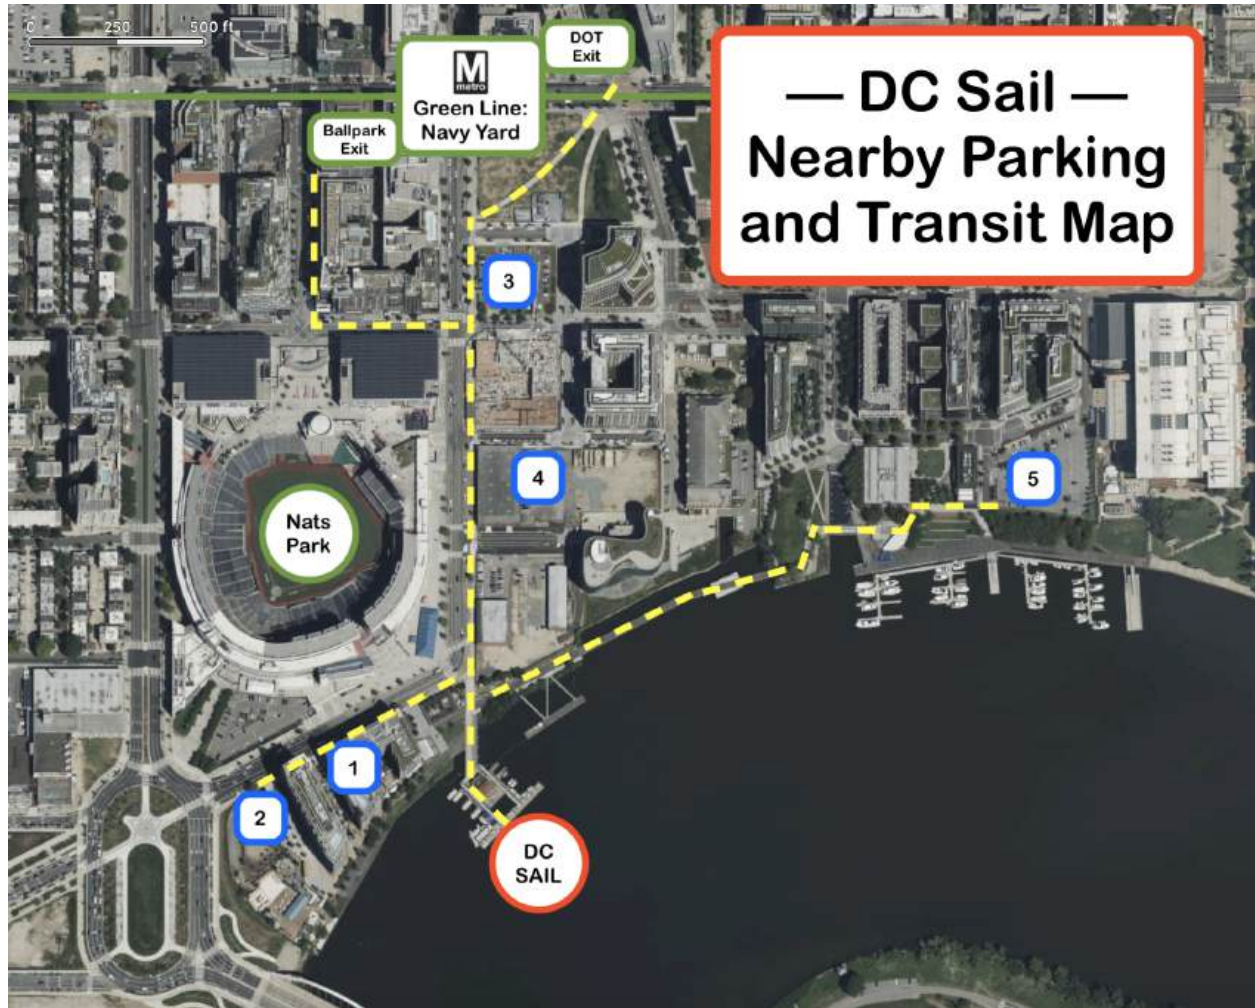 0 250 500 ft
DOT
Exit
M
metro
Green Line:
Navy Yard
Ballpark
Exit
— DC Sail —
Nearby Parking
and Transit Map
3
4
5
Nats
Park
1
2
DC
SAIL